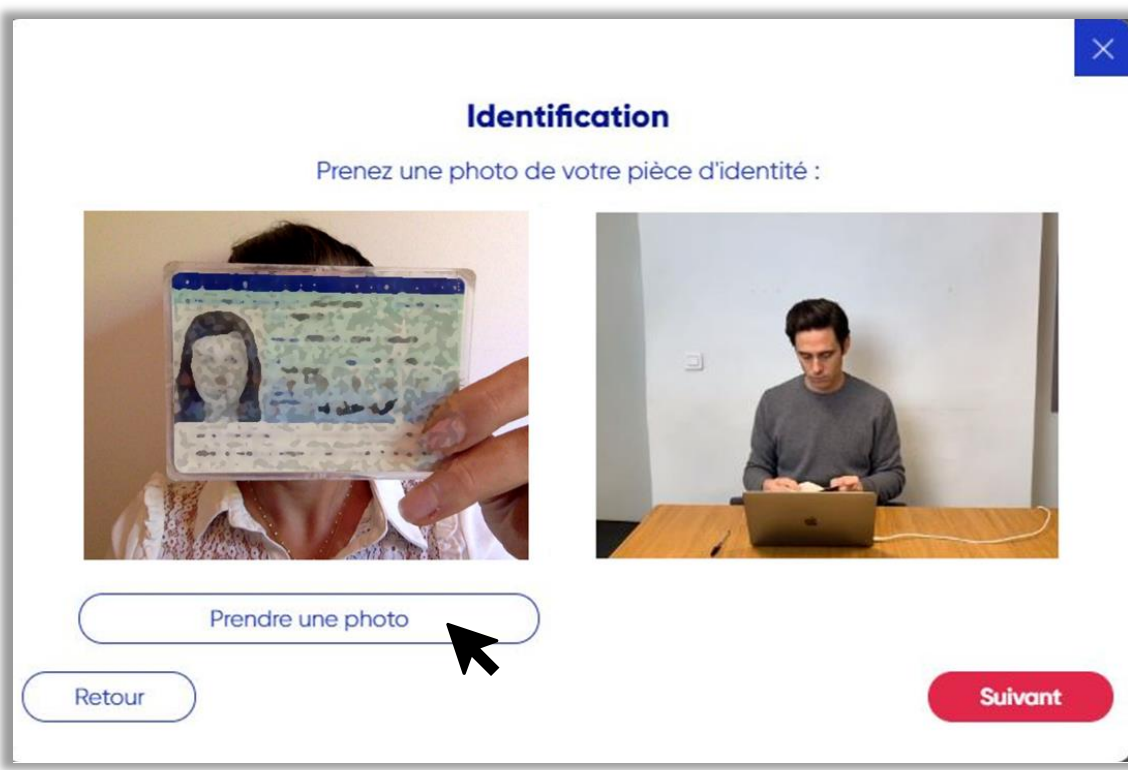 Identification
Prenez une photo de votre pièce d'identité :
Prendre une photo
Retour
Suivant